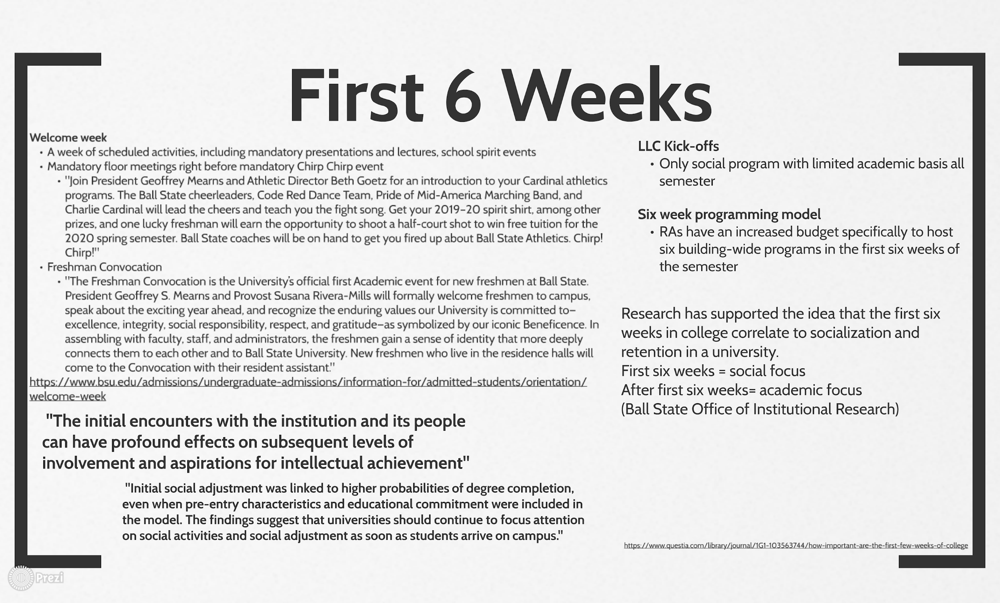 First 6 Weeks
Welcome week
• A week of scheduled activities, including mandatory presentations and lectures, school spirit events
• Mandatory floor meetings right before mandatory Chirp Chirp event
• "Join President Geoffrey Mearns and Athletic Director Beth Goetz for an introduction to your Cardinal athletics
programs. The Ball State cheerleaders, Code Red Dance Team, Pride of Mid-America Marching Band, and
Charlie Cardinal will lead the cheers and teach you the fight song. Get your 2019-20 spirit shirt, among other
prizes, and one lucky freshman will earn the opportunity to shoot a half-court shot to win free tuition for the
2020 spring semester. Ball State coaches will be on hand to get you fired up about Ball State Athletics. Chirp!
Chirp!"
• Freshman Convocation
• "The Freshman Convocation is the University's official first Academic event for new freshmen at Ball State.
President Geoffrey S. Mearns and Provost Susana Rivera-Mills will formally welcome freshmen to campus,
speak about the exciting year ahead, and recognize the enduring values our University is committed to–
excellence, integrity, social responsibility, respect, and gratitude–as symbolized by our iconic Beneficence. In
assembling with faculty, staff, and administrators, the freshmen gain a sense of identity that more deeply
connects them to each other and to Ball State University. New freshmen who live in the residence halls will
come to the Convocation with their resident assistant."
https://www.bsu.edu/admissions/undergraduate-admissions/information-for/admitted-students/orientation/
welcome-week
"The initial encounters with the institution and its people
can have profound effects on subsequent levels of
involvement and aspirations for intellectual achievement"
"Initial social adjustment was linked to higher probabilities of degree completion,
even when pre-entry characteristics and educational commitment were included in
the model. The findings suggest that universities should continue to focus attention
on social activities and social adjustment as soon as students arrive on campus."
LLC Kick-offs
• Only social program with limited academic basis all
semester
Six week programming model
• RAs have an increased budget specifically to host
six building-wide programs in the first six weeks of
the semester
Research has supported the idea that the first six
weeks in college correlate to socialization and
retention in a university.
First six weeks = social focus
After first six weeks= academic focus
(Ball State Office of Institutional Research)
https://www.questia.com/library/journal/1G1-103563744/how-important-are-the-first-few-weeks-of-college
Prezi